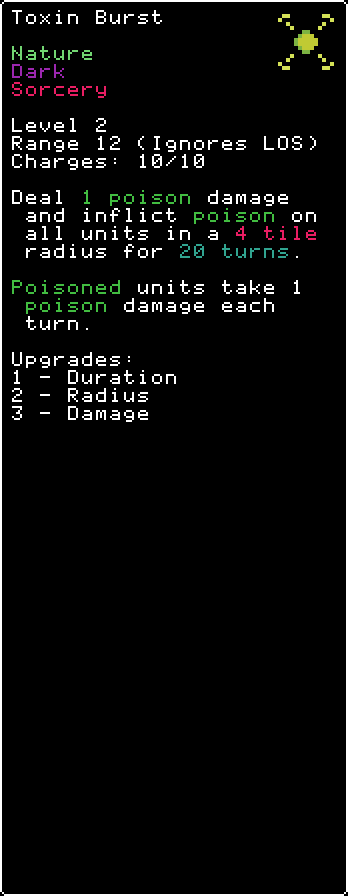 Toxin Burst
Nature
Dark
Sorcery
Level 2
Range 12 (Ignores LOS)
Charges: 10/10
Deal 1 poison damage
and inflict poison on
all units in a 4 tile
radius for 20 turns.
Poisoned units take 1
poison damage each
turn.
Upgrades:
1 - Duration
2 - Radius
3 - Damage